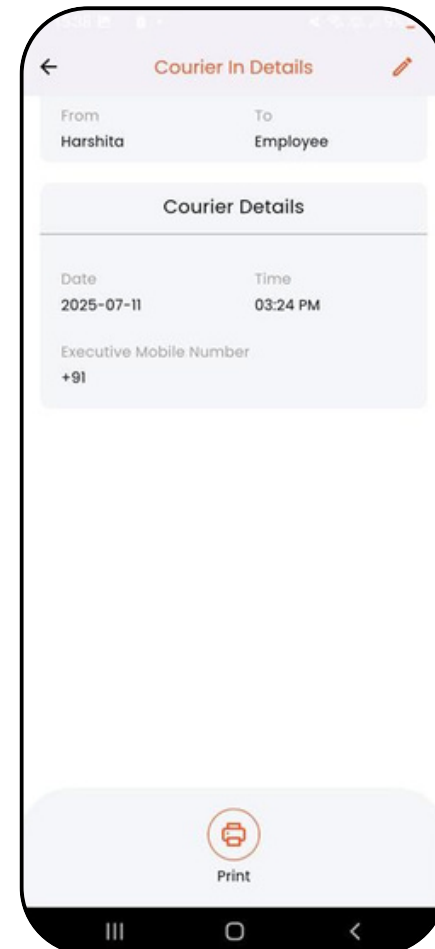 Courier In Details
From To
Harshita Employee
Courier Details
Date Time
2025-07-11 03:24 PM
Executive Mobile Number
+91
Print